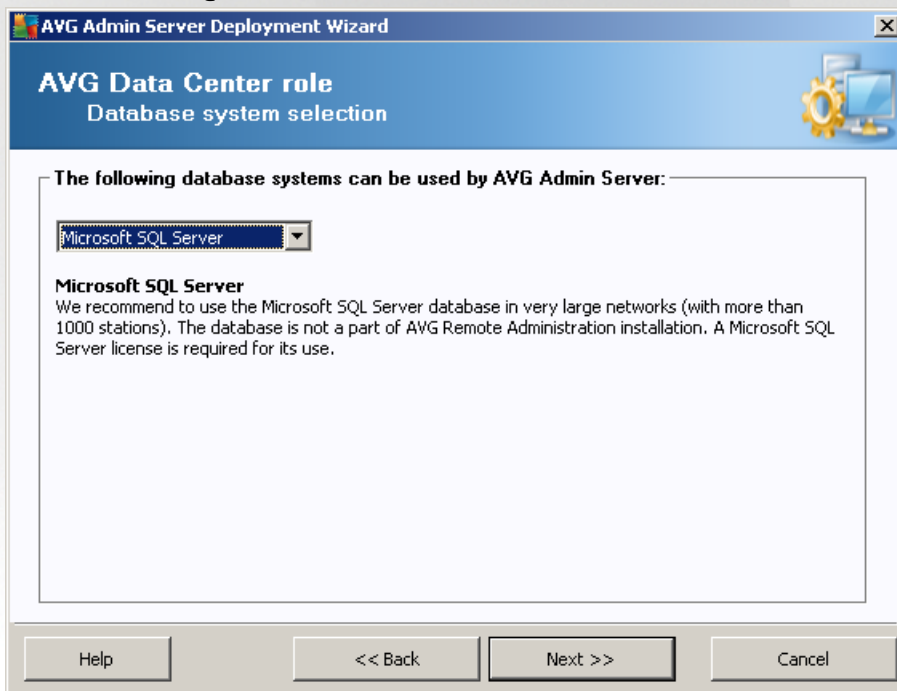 AVG Admin Server Deployment Wizard
AVG Data Center role
Database system selection
The following database systems can be used by AVG Admin Server:
Microsoft SQL Server
Microsoft SQL Server
We recommend to use the Microsoft SQL Server database in very large networks (with more than
1000 stations). The database is not a part of AVG Remote Administration installation. A Microsoft SQL
Server license is required for its use.
Help
<< Back
Next >>
Cancel